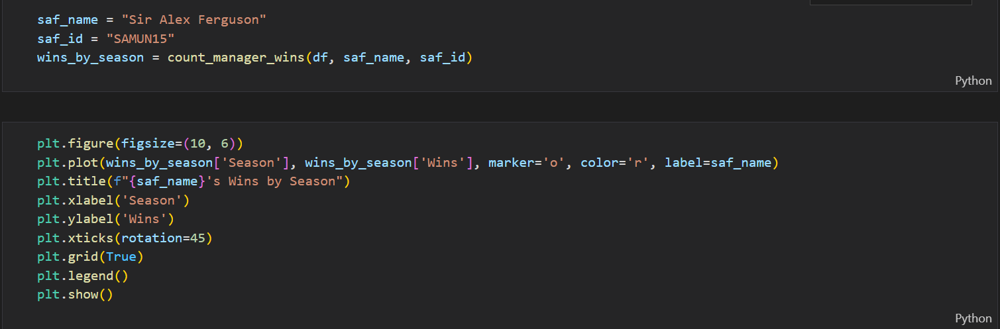 saf_name = "Sir Alex Ferguson"
saf_id = "SAMUN15"
wins_by_season = count_manager_wins(df, saf_name, saf_id)
Python
plt.figure(figsize=(10, 6))
plt.plot(wins_by_season['Season'], wins_by_season['Wins'], marker='o', color='r', label=saf_name)
plt.title(f"{saf_name}'s Wins by Season")
plt.xlabel('Season')
plt.ylabel('Wins')
plt.xticks(rotation=45)
plt.grid(True)
plt.legend()
plt.show()
Python